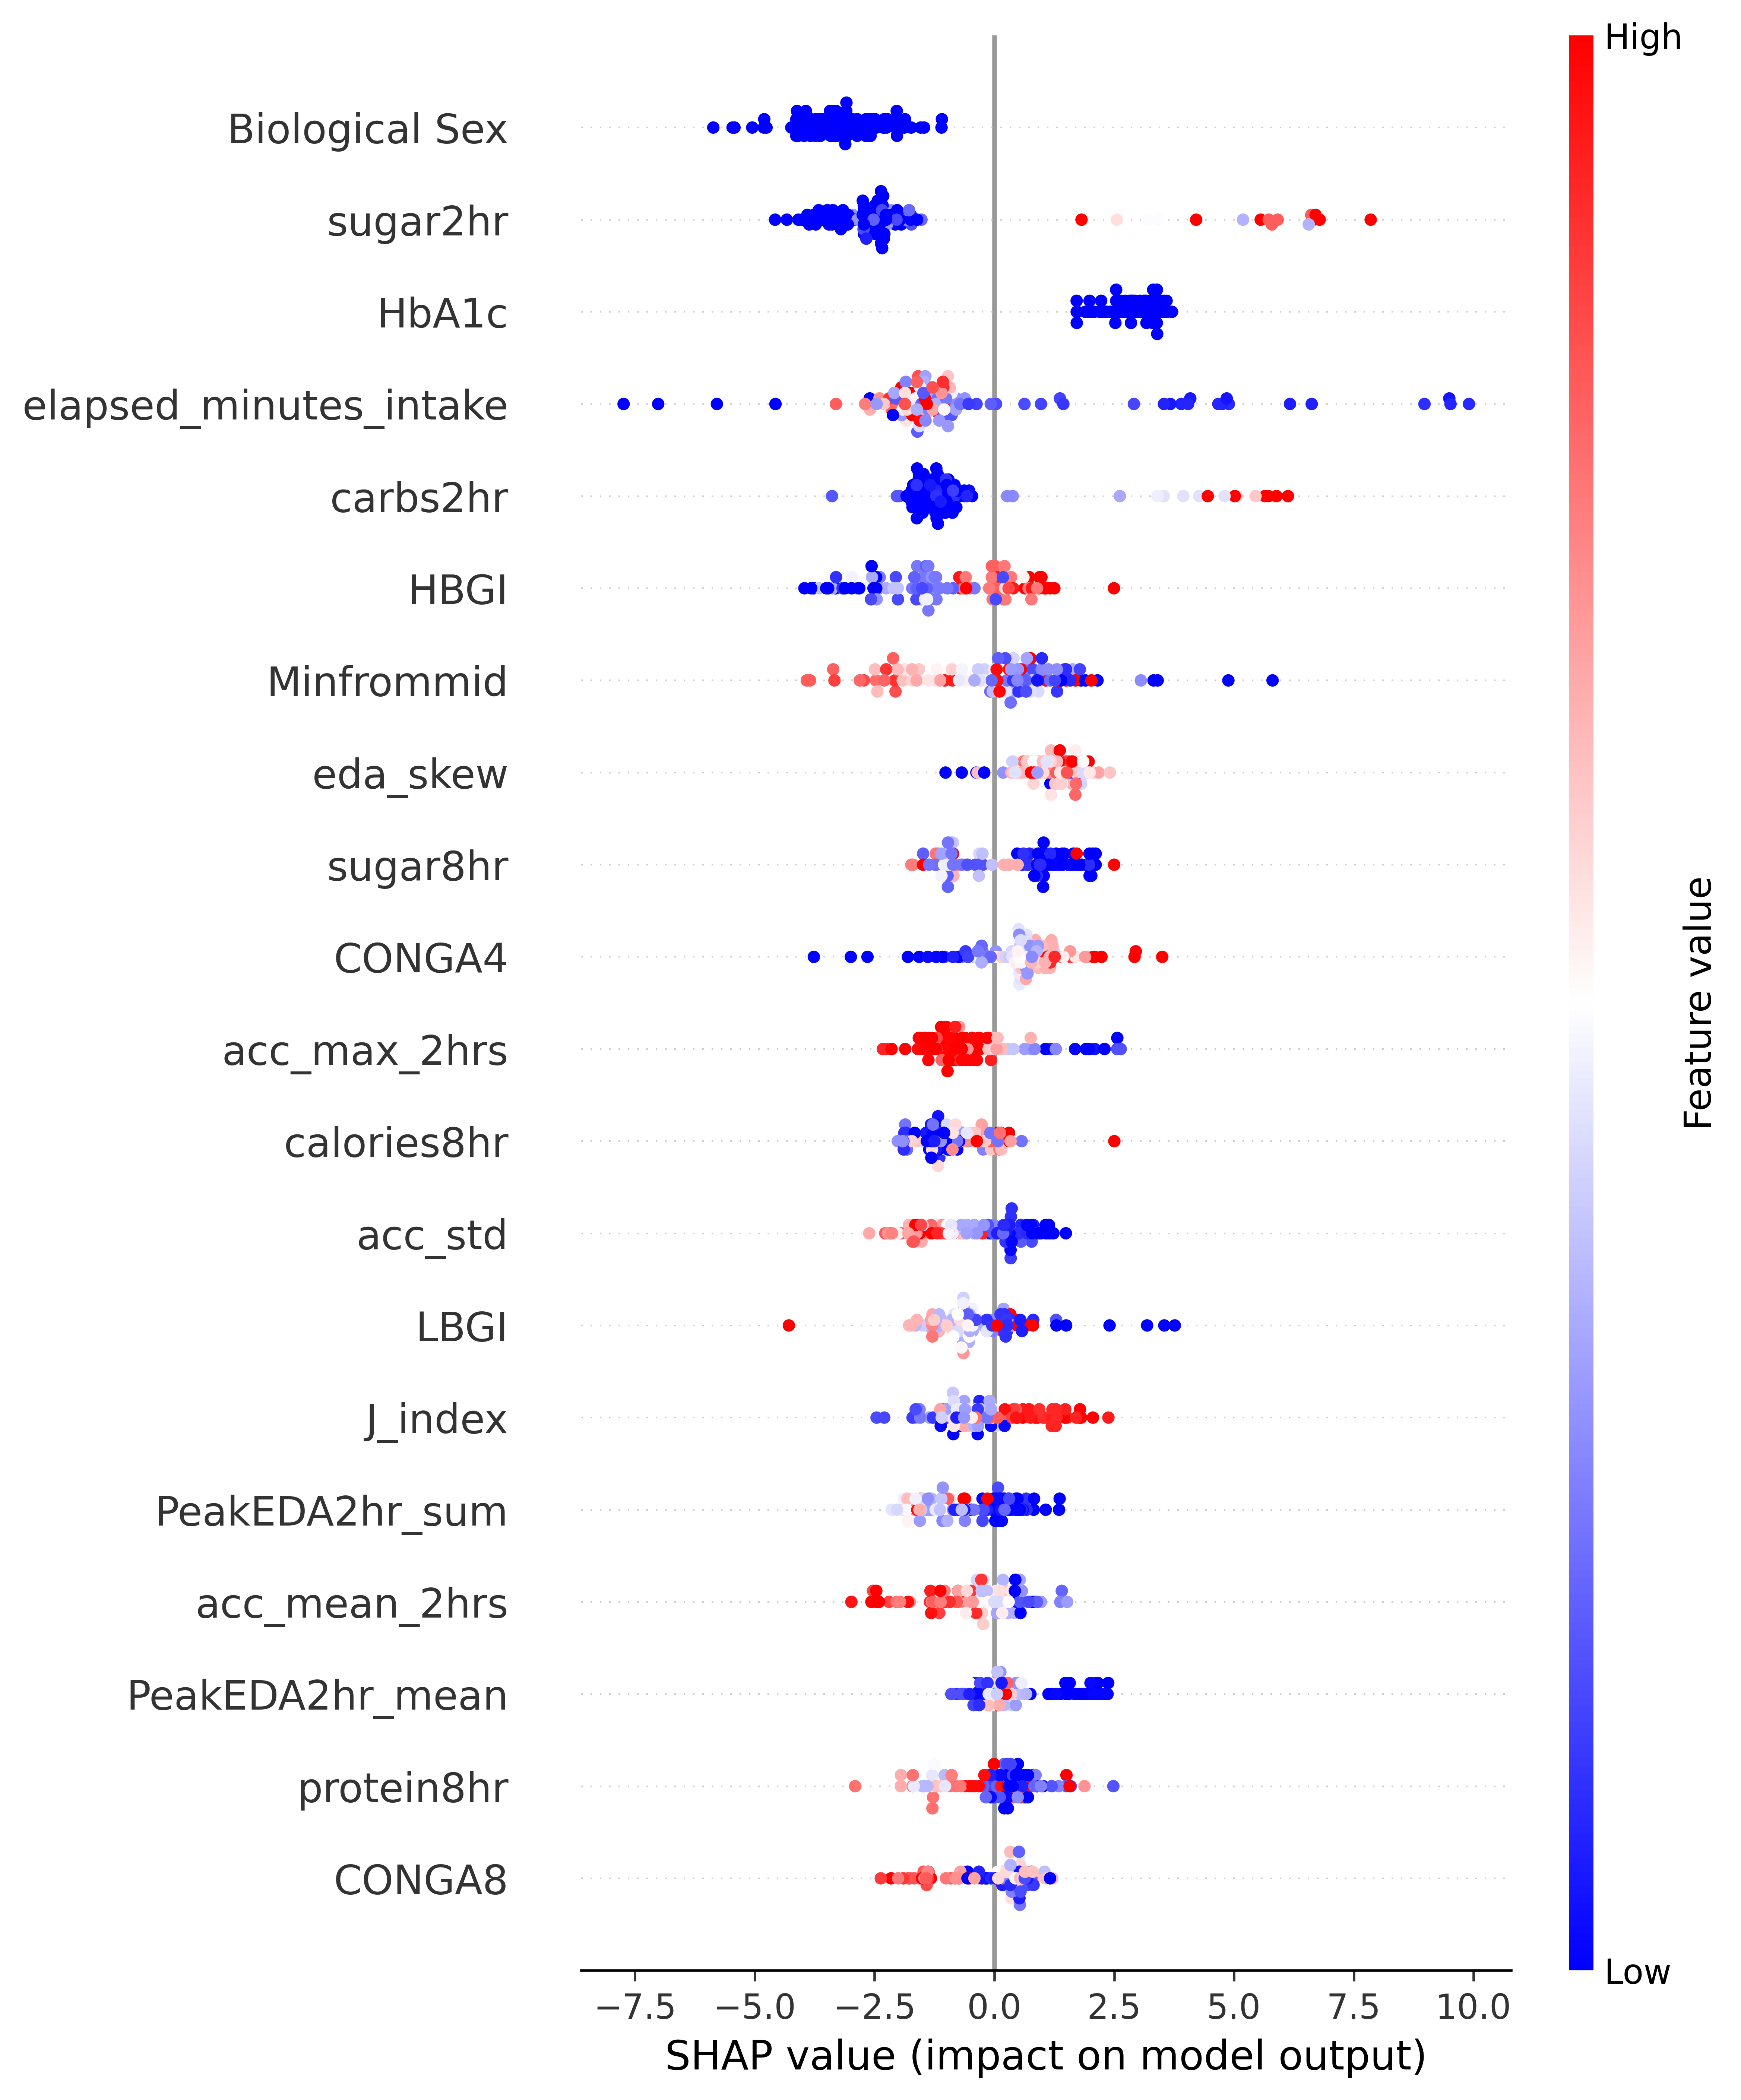 High
Biological Sex
sugar2hr
HbA1c
elapsed_minutes_intake
carbs2hr
HBGI
Minfrommid
eda_skew
sugar8hr
CONGA4
acc_max_2hrs
calories8hr
acc_std
LBGI
J_index
PeakEDA2hr_sum
acc_mean_2hrs
PeakEDA2hr_mean
protein8hr
CONGA8
Feature value
Low
−7.5 −5.0 −2.5 0.0 2.5 5.0 7.5 10.0
SHAP value (impact on model output)